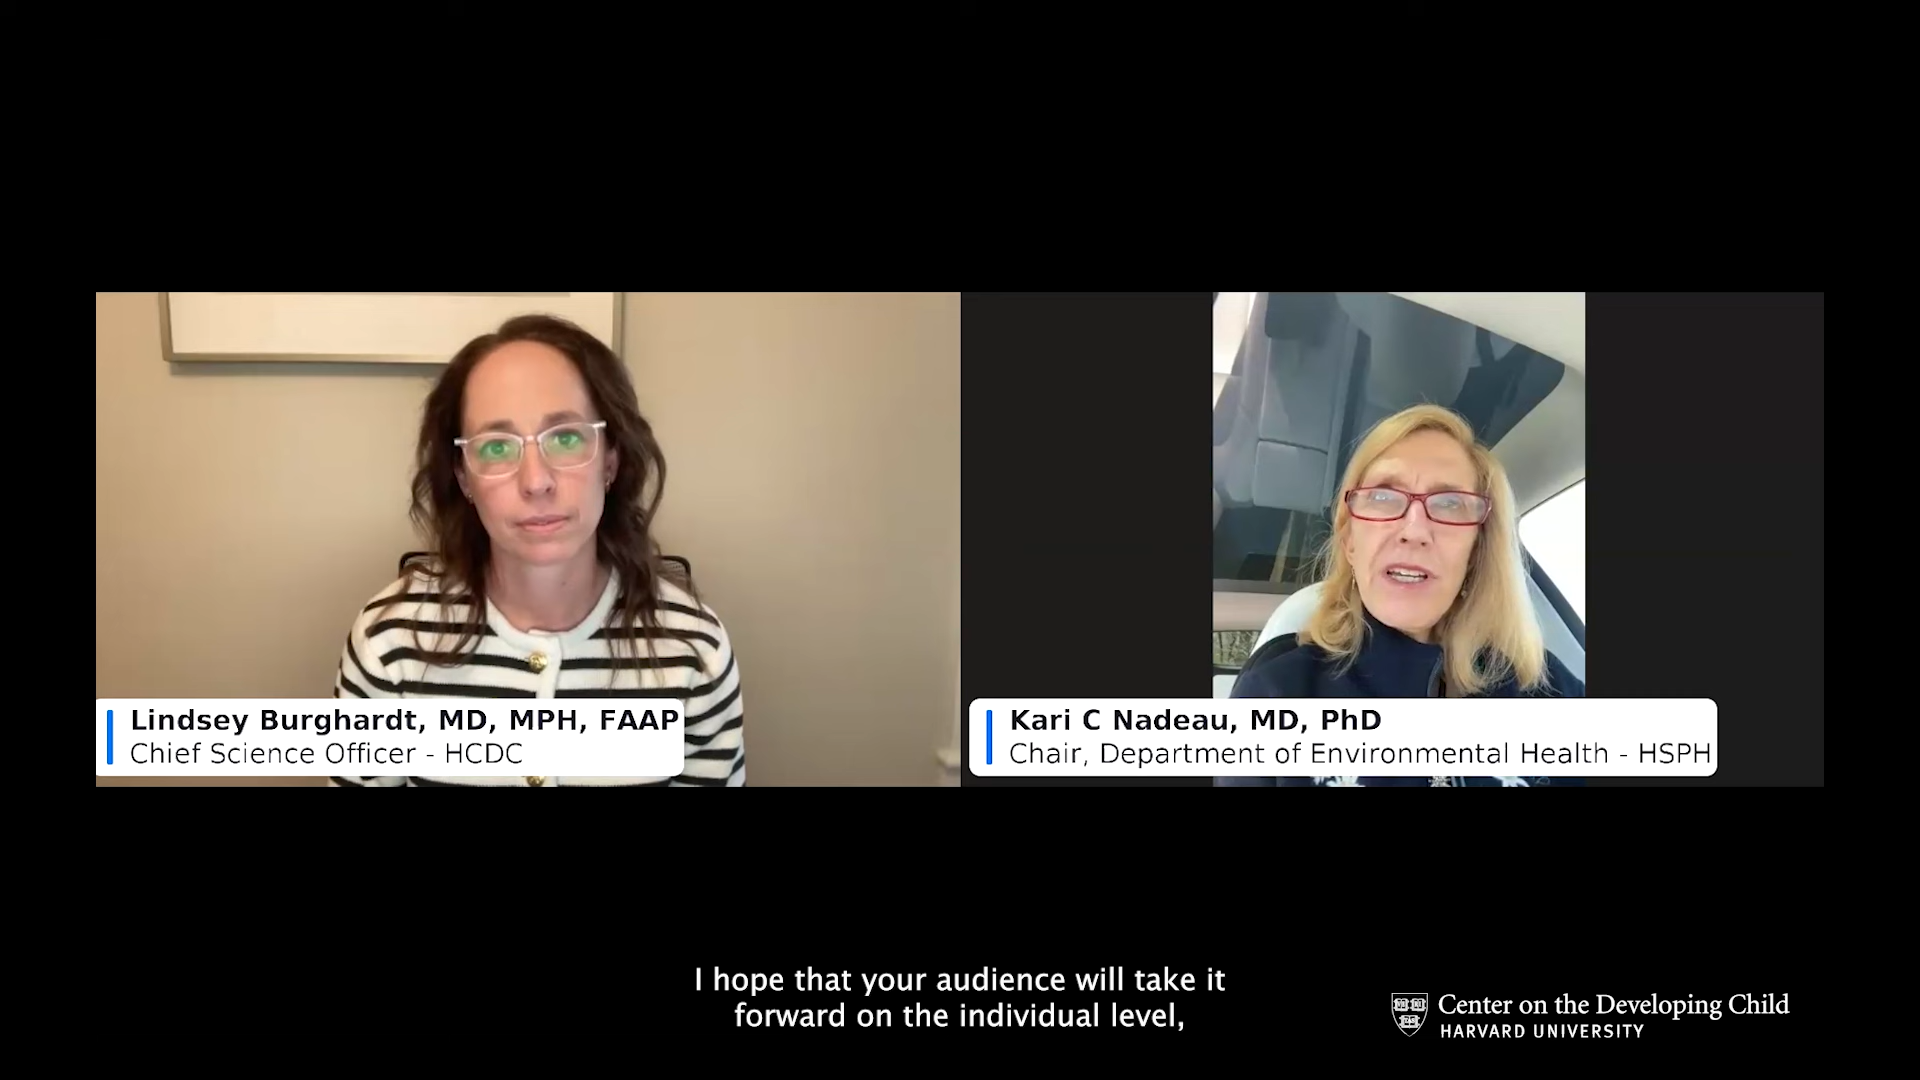 Lindsey Burghardt, MD, MPH, FAAP
Chief Science Officer - HCDC
Kari C Nadeau, MD, PhD
Chair, Department of Environmental Health - HSPH
I hope that your audience will take it
forward on the individual level,
Center on the Developing Child
HARVARD UNIVERSITY